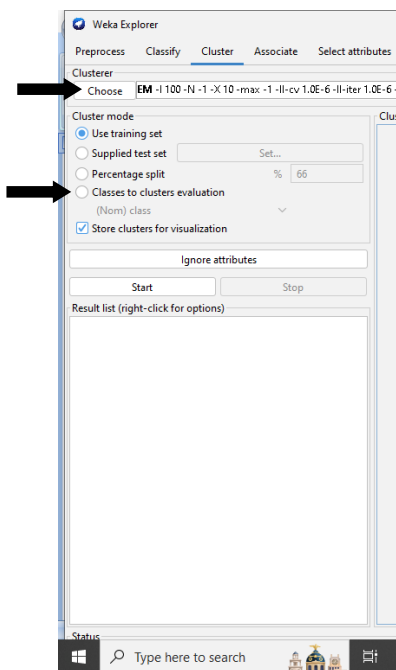 Weka Explorer
Preprocess Classify Cluster Associate Select attributes
Clusterer
Choose EM -I 100 -N -1 -X 10 -max -1 -ll-cv 1.0E-6 -ll-iter 1.0E-6 -
Cluster mode Clus
Use training set
Supplied test set Set...
Percentage split % 66
Classes to clusters evaluation
(Nom) class
Store clusters for visualization
Ignore attributes
Start Stop
Result list (right-click for options)
Status
Type here to search